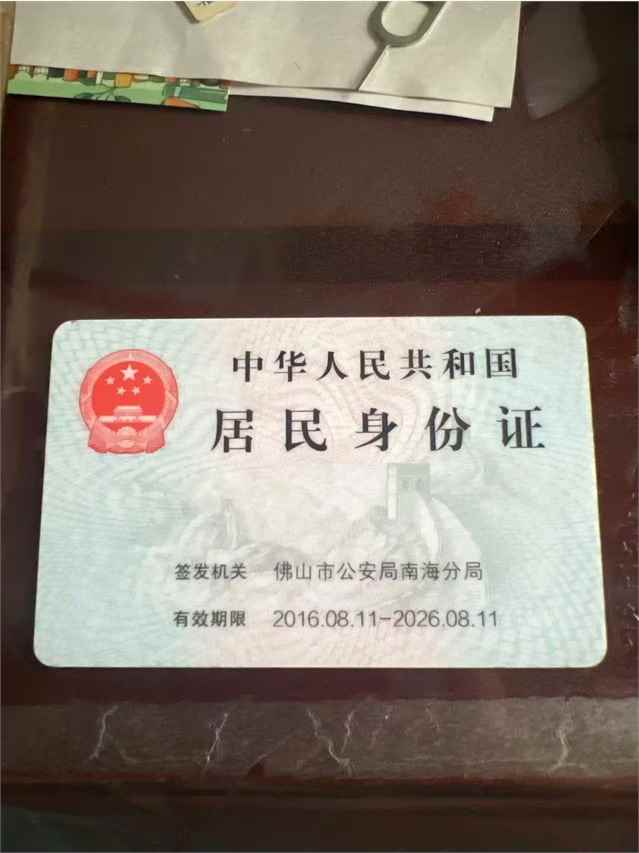 中华人民共和国
居民身份证
签发机关 佛山市公安局南海分局
有效期限 2016.08.11-2026.08.11